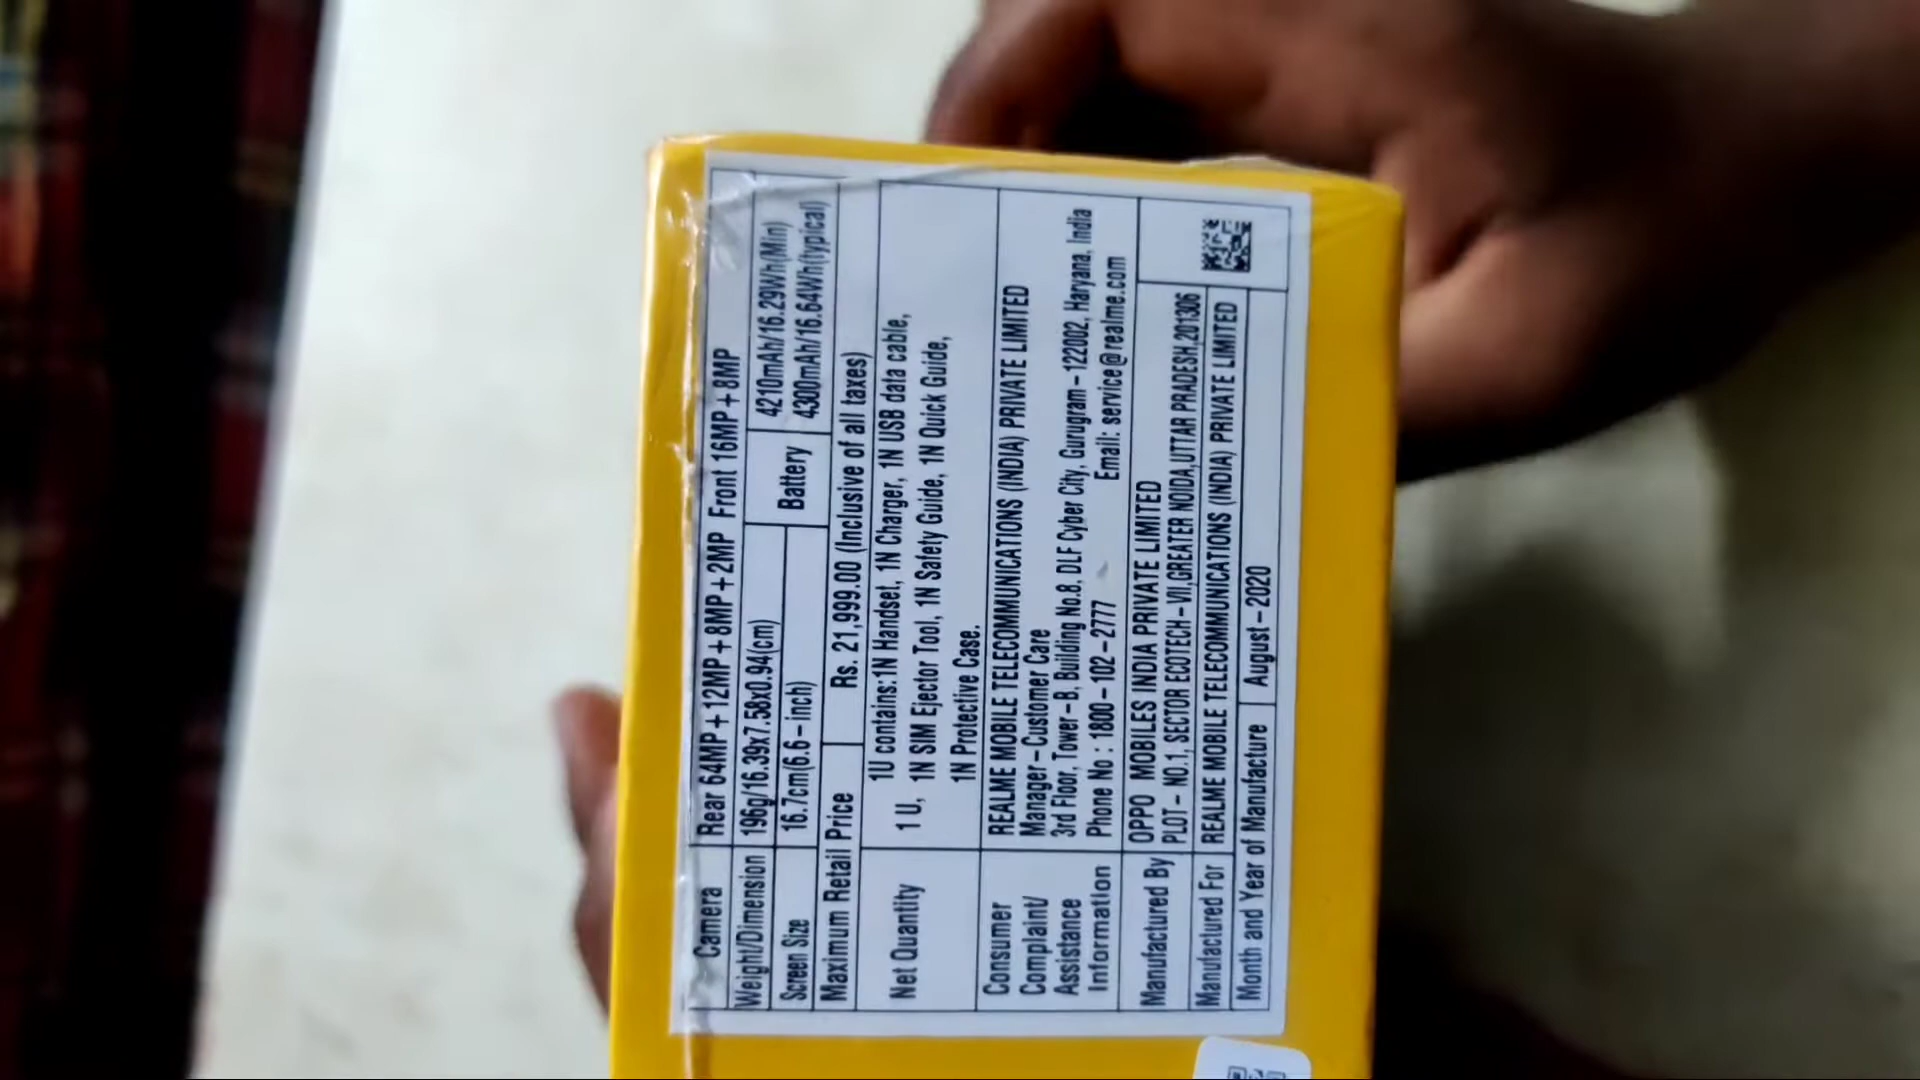 Camera Rear 64MP+12MP+8MP+2MP Front 16MP+8MP
Weight/Dimension 196g/16.39x7.58x0.94(cm)
Screen Size 16.7cm(6.6-inch)
Battery 4210mAh/16.29Wh(Min)
4300mAh/16.64Wh(typical)
Maximum Retail Price Rs. 21,999.00 (Inclusive of all taxes)
Net Quantity 1 U,
1U contains:1N Handset, 1N Charger, 1N USB data cable,
1N SIM Ejector Tool, 1N Safety Guide, 1N Quick Guide,
1N Protective Case.
Consumer
Complaint/
Assistance
Information
REALME MOBILE TELECOMMUNICATIONS (INDIA) PRIVATE LIMITED
Manager-Customer Care
3rd Floor, Tower-B, Building No.8, DLF Cyber City, Gurugram-122002, Haryana, India
Phone No : 1800-102-2777 Email: service@realme.com
Manufactured By OPPO MOBILES INDIA PRIVATE LIMITED
PLOT-NO.1, SECTOR ECOTECH-VII,GREATER NOIDA,UTTAR PRADESH,201306
Manufactured For REALME MOBILE TELECOMMUNICATIONS (INDIA) PRIVATE LIMITED
Month and Year of Manufacture August-2020